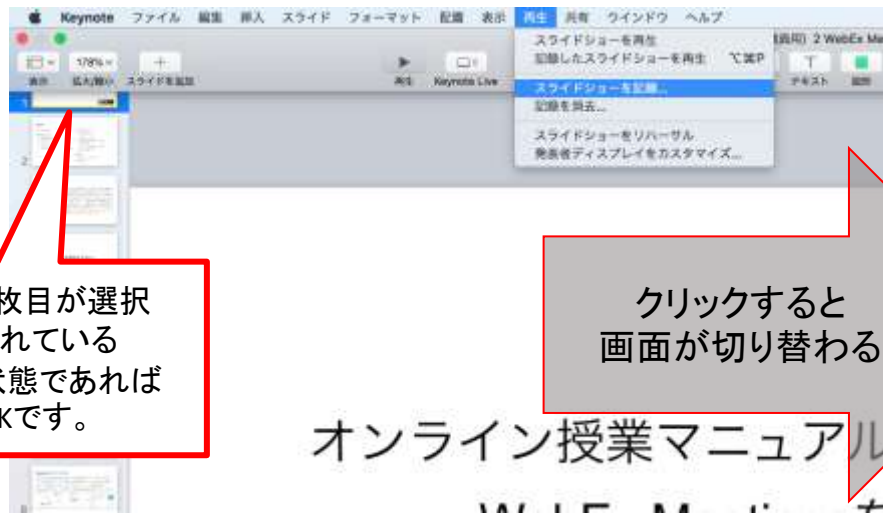 Keynote ファイル 編集 挿入 スライド フォーマット 配置 表示 再生 共有 ウインドウ ヘルプ
スライドショーを再生
記録したスライドショーを再生 ⌥⌘P
スライドショーを記録...
記録を消去...
スライドショーをリハーサル
発表者ディスプレイをカスタマイズ...
2 WebEx Me
178%
表示 拡大/縮小 スライドを追加
再生 Keynote Live
テキスト 図形
1
2
枚目が選択
れている
態であれば
Kです。
クリックすると
画面が切り替わる
オンライン授業マニュアル